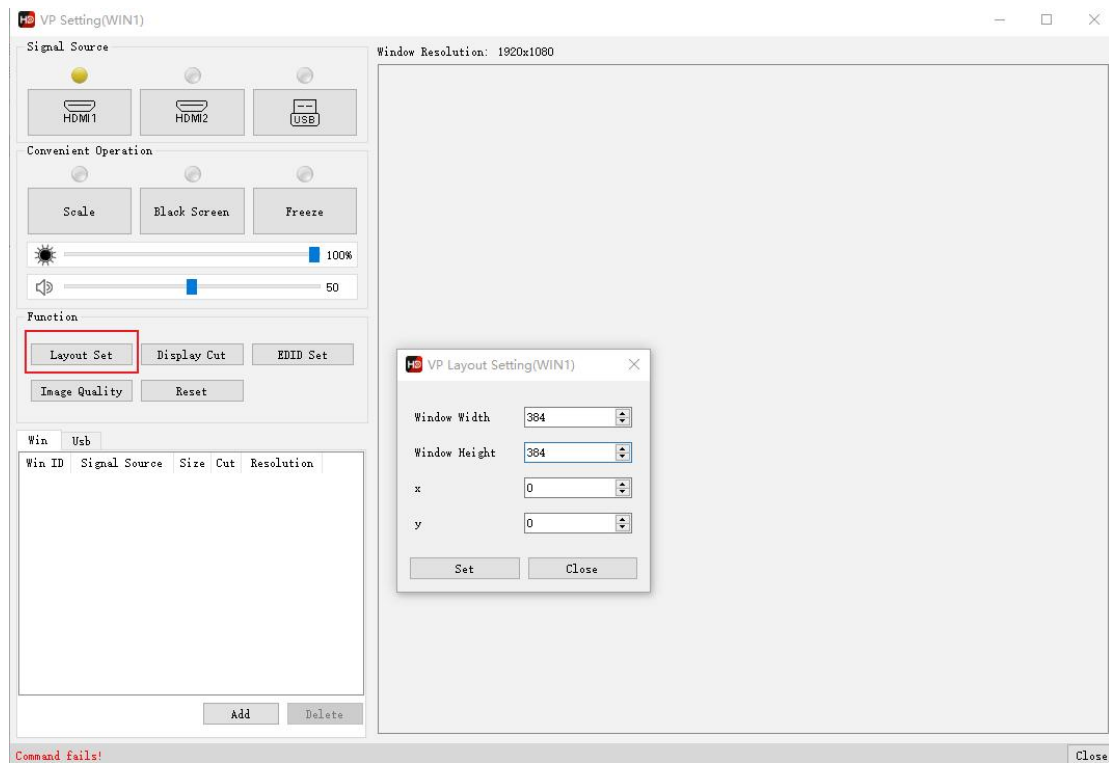 HD VP Setting(WIN1)
Signal Source
HDMI1 HDMI2 USB
Convenient Operation
Scale Black Screen Freeze
100%
50
Function
Layout Set Display Cut EDID Set
Image Quality Reset
Win Usb
Win ID Signal Source Size Cut Resolution
Add Delete
Window Resolution: 1920x1080
HD VP Layout Setting(WIN1)
Window Width 384
Window Height 384
x 0
y 0
Set Close
Command fails! Close